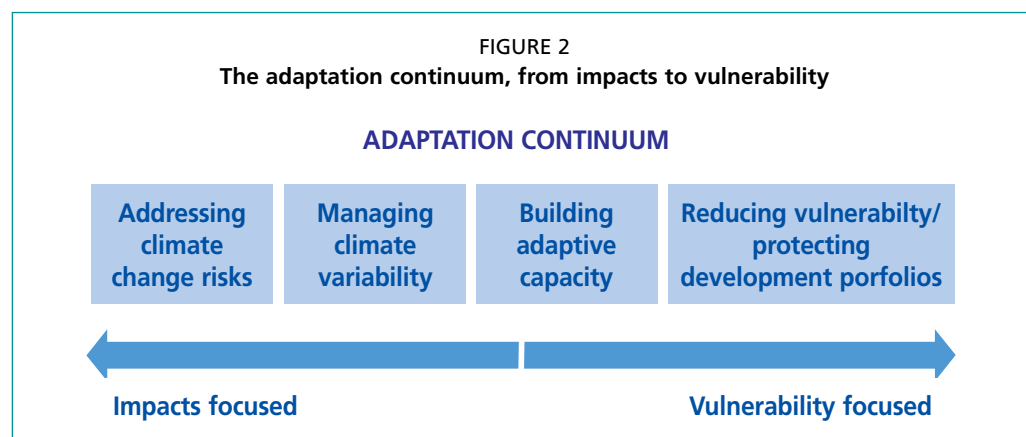 FIGURE 2
The adaptation continuum, from impacts to vulnerability
ADAPTATION CONTINUUM
Addressing
climate
change risks
Managing
climate
variability
Building
adaptive
capacity
Reducing vulnerabilty/
protecting
development porfolios
Impacts focused
Vulnerability focused